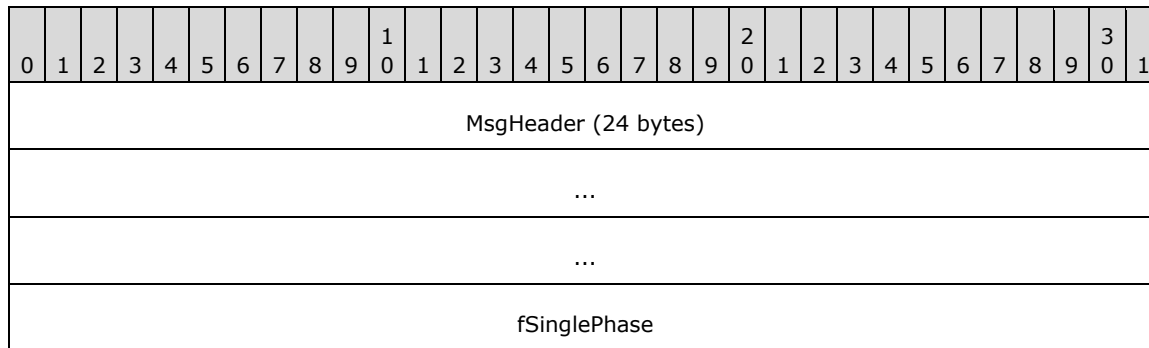 1 2 3
0 1 2 3 4 5 6 7 8 9 0 1 2 3 4 5 6 7 8 9 0 1 2 3 4 5 6 7 8 9 0 1
MsgHeader (24 bytes)
...
...
fSinglePhase